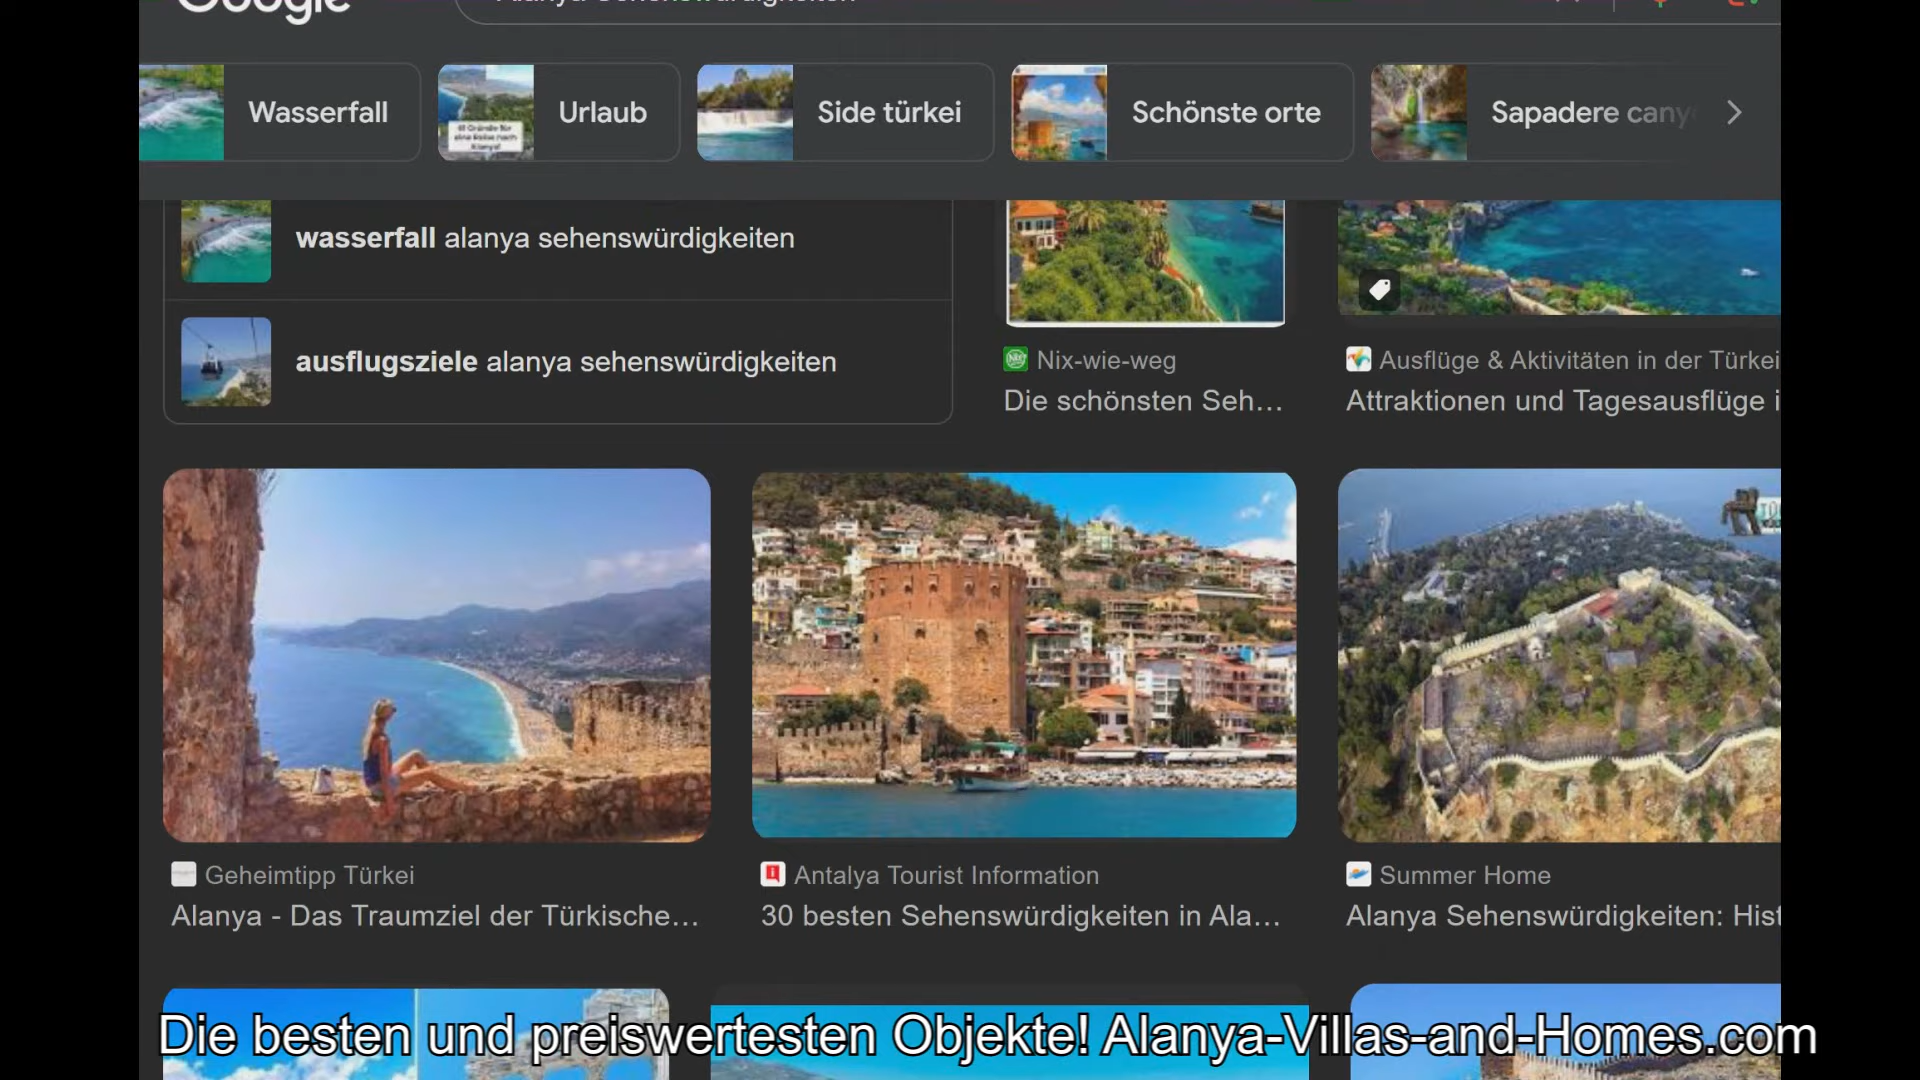 Google
Alanya Sehenswürdigkeiten
Wasserfall
Urlaub
Side türkei
Schönste orte
Sapadere cany
wasserfall alanya sehenswürdigkeiten
ausflugsziele alanya sehenswürdigkeiten
Nix-wie-weg
Die schönsten Seh...
Ausflüge & Aktivitäten in der Türkei
Attraktionen und Tagesausflüge i
Geheimtipp Türkei
Alanya - Das Traumziel der Türkische...
Antalya Tourist Information
30 besten Sehenswürdigkeiten in Ala...
Summer Home
Alanya Sehenswürdigkeiten: Hist
Die besten und preiswertesten Objekte! Alanya-Villas-and-Homes.com